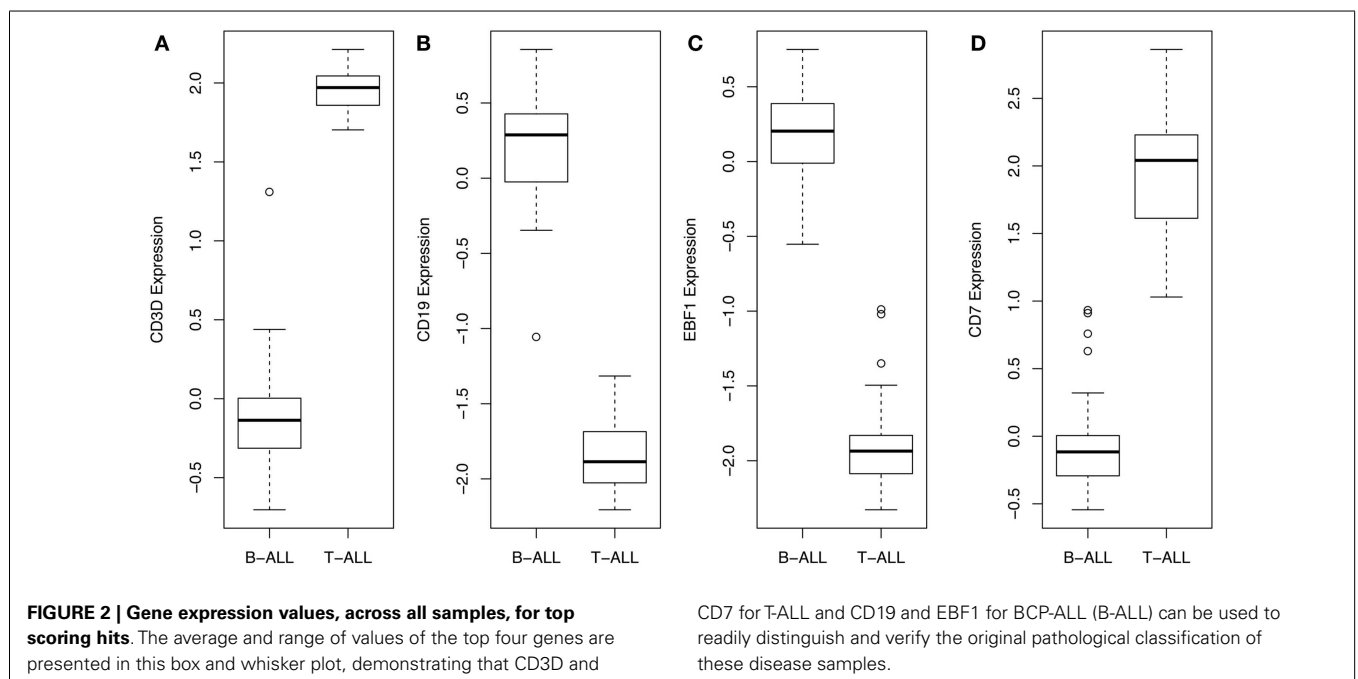 A
CD3D Expression
2.0
1.5
1.0
0.5
0.0
−0.5
B−ALL T−ALL
B
CD19 Expression
0.5
0.0
−0.5
−1.0
−1.5
−2.0
B−ALL T−ALL
C
EBF1 Expression
0.5
0.0
−0.5
−1.0
−1.5
−2.0
B−ALL T−ALL
D
CD7 Expression
2.5
2.0
1.5
1.0
0.5
0.0
−0.5
B−ALL T−ALL
FIGURE 2 | Gene expression values, across all samples, for top
scoring hits. The average and range of values of the top four genes are
presented in this box and whisker plot, demonstrating that CD3D and
CD7 for T-ALL and CD19 and EBF1 for BCP-ALL (B-ALL) can be used to
readily distinguish and verify the original pathological classification of
these disease samples.